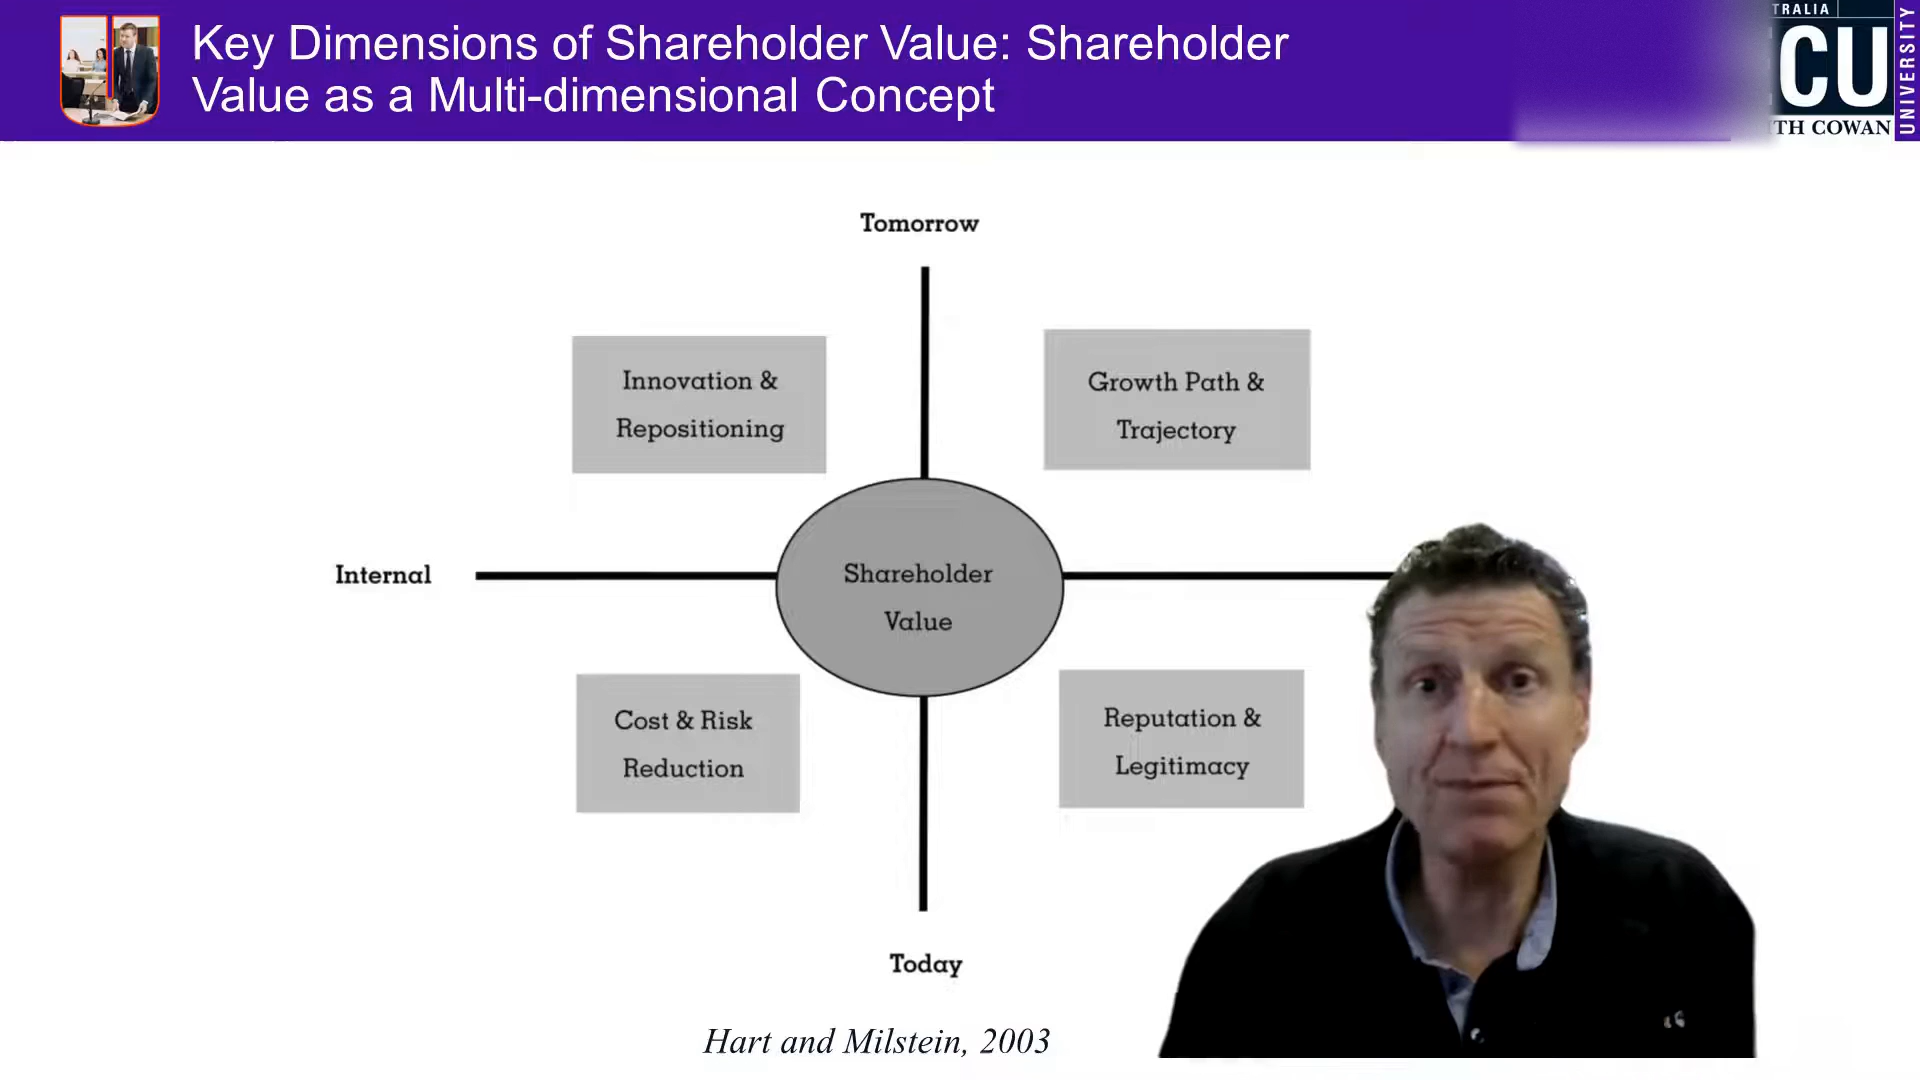 Key Dimensions of Shareholder Value: Shareholder
Value as a Multi-dimensional Concept
TRALIA
CU
TH COWAN
UNIVERSITY
Tomorrow
Innovation &
Repositioning
Growth Path &
Trajectory
Internal
Shareholder
Value
Cost & Risk
Reduction
Reputation &
Legitimacy
Today
Hart and Milstein, 2003